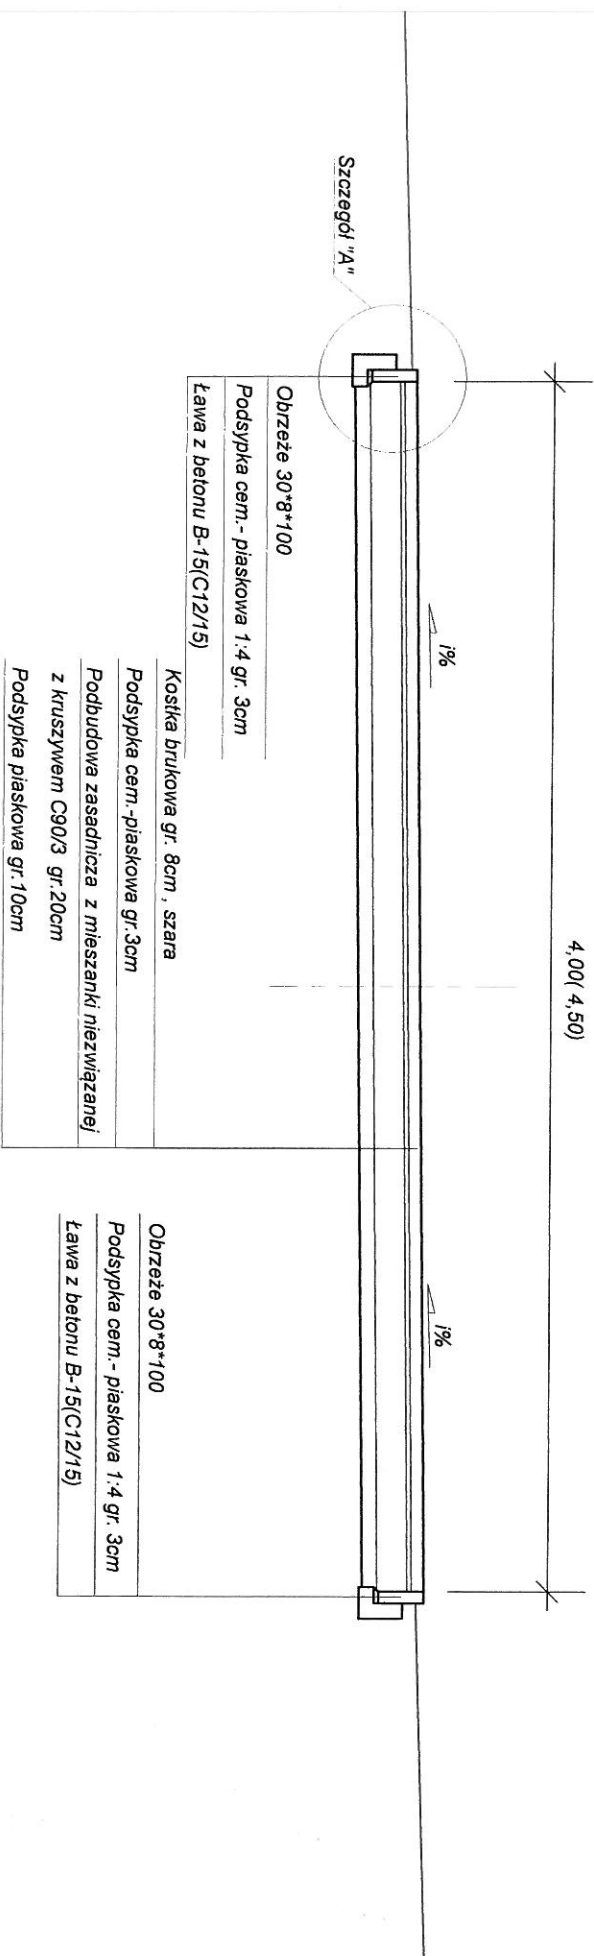 4,00( 4,50)
i%
i%
Szczegół "A"
Obrzeże 30*8*100
Podsypka cem.- piaskowa 1:4 gr. 3cm
Ława z betonu B-15(C12/15)
Kostka brukowa gr. 8cm , szara
Podsypka cem.-piaskowa gr.3cm
Podbudowa zasadnicza z mieszanki niezwiązanej
z kruszywem C90/3 gr.20cm
Podsypka piaskowa gr.10cm
Obrzeże 30*8*100
Podsypka cem.- piaskowa 1:4 gr. 3cm
Ława z betonu B-15(C12/15)